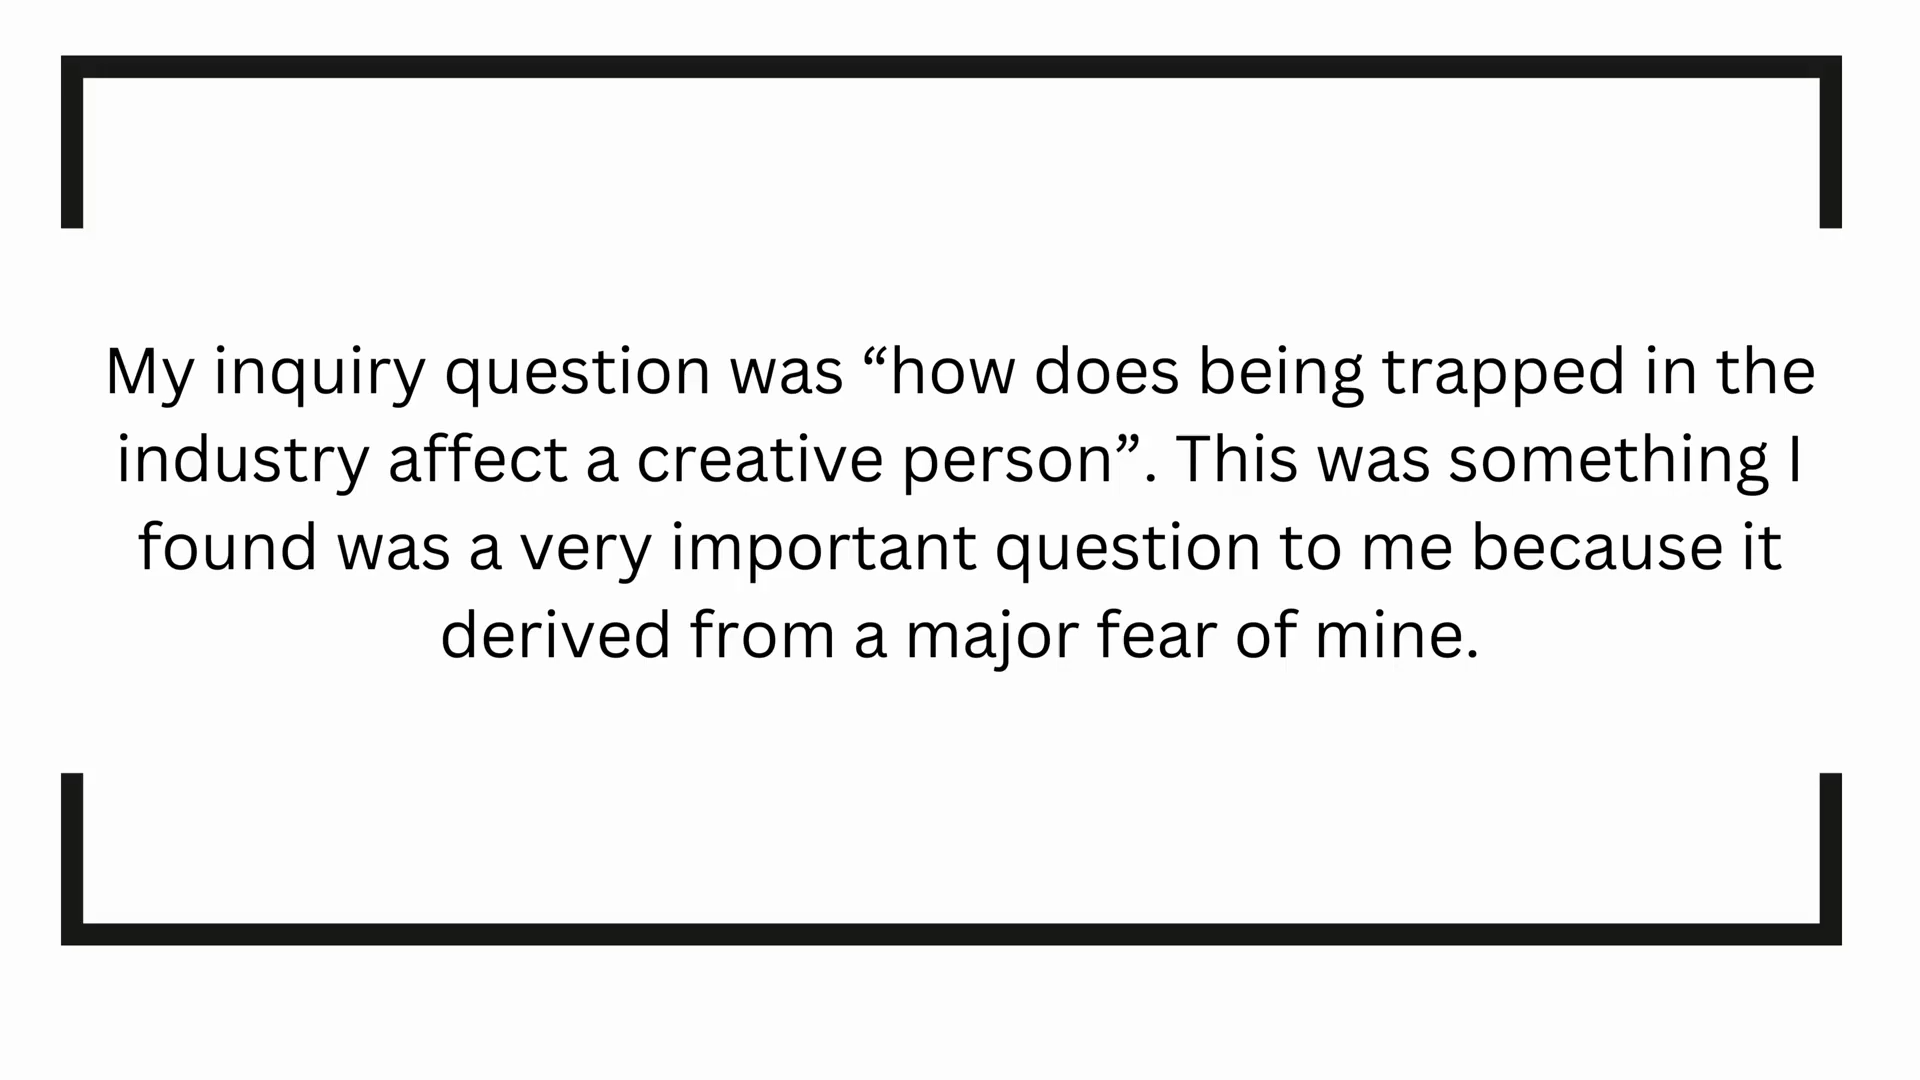 My inquiry question was “how does being trapped in the
industry affect a creative person”. This was something I
found was a very important question to me because it
derived from a major fear of mine.